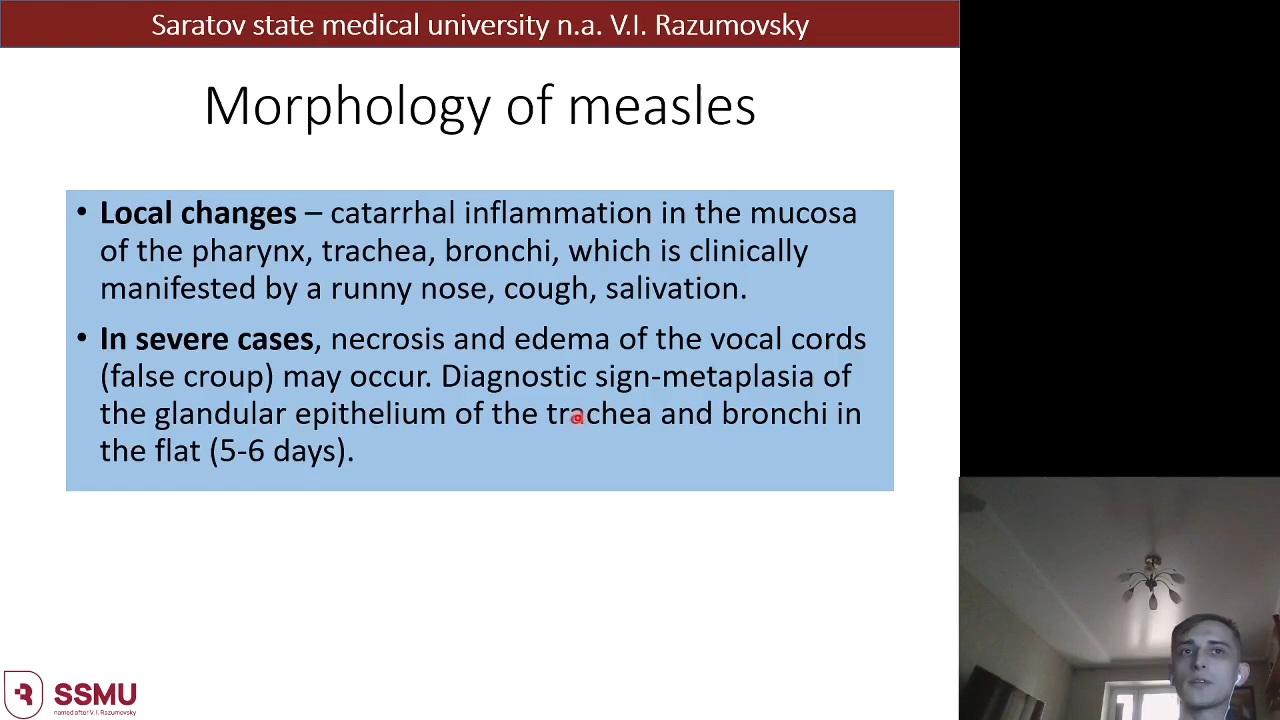 Saratov state medical university n.a. V.I. Razumovsky
Morphology of measles
• Local changes – catarrhal inflammation in the mucosa
of the pharynx, trachea, bronchi, which is clinically
manifested by a runny nose, cough, salivation.
• In severe cases, necrosis and edema of the vocal cords
(false croup) may occur. Diagnostic sign-metaplasia of
the glandular epithelium of the trachea and bronchi in
the flat (5-6 days).
SSMU
named after V. I. Razumovsky